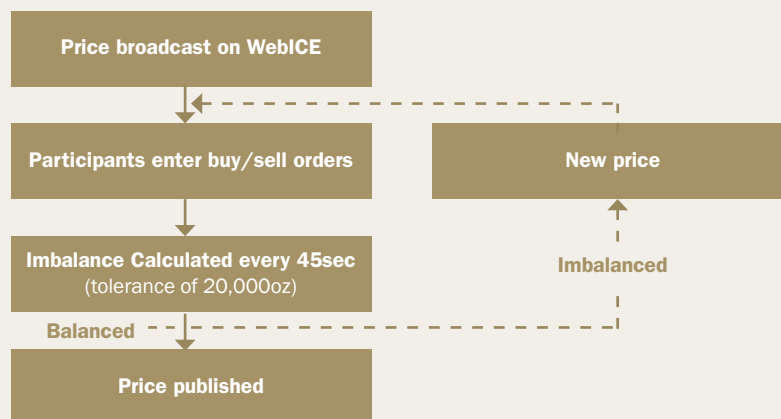 Price broadcast on WebICE
Participants enter buy/sell orders
New price
Imbalance Calculated every 45sec
(tolerance of 20,000oz)
Imbalanced
Balanced
Price published